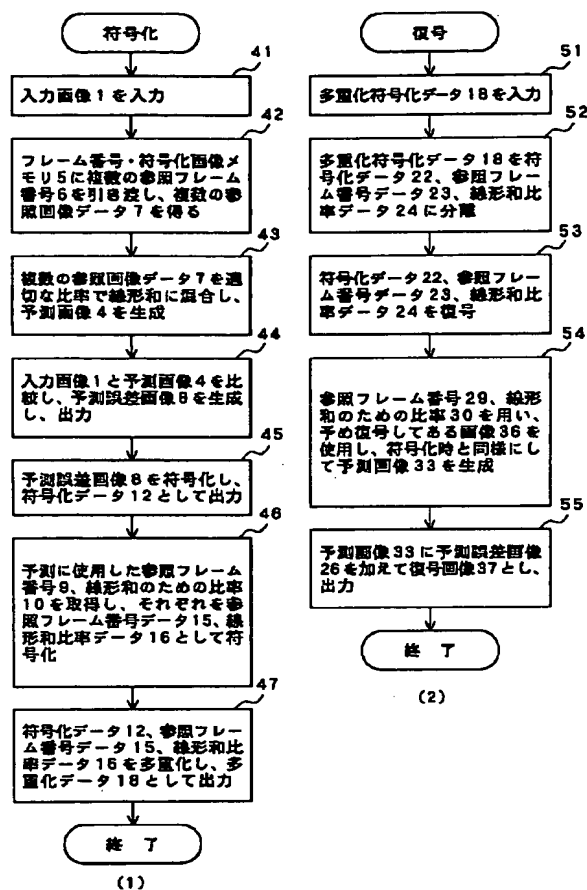 符号化
41
入力画像1を入力
42
フレーム番号・符号化画像メ
モリ5に複数の参照フレーム
番号6を引き渡し、複数の参
照画像データ7を得る
43
複数の参照画像データ7を適
切な比率で線形和に混合し、
予測画像4を生成
44
入力画像1と予測画像4を比
較し、予測誤差画像8を生成
し、出力
45
予測誤差画像8を符号化し、
符号化データ12として出力
46
予測に使用した参照フレーム
番号9、線形和のための比率
10を取得し、それぞれを参
照フレーム番号データ15、線
形和比率データ16として符
号化
47
符号化データ12、参照フレー
ム番号データ15、線形和比
率データ16を多重化し、多
重化データ18として出力
終 了
(1)
復号
51
多重化符号化データ18を入力
52
多重化符号化データ18を符
号化データ22、参照フレーム
番号データ23、線形和比
率データ24に分離
53
符号化データ22、参照フレー
ム番号データ23、線形和比
率データ24を復号
54
参照フレーム番号29、線形
和のための比率30を用い、
予め復号してある画像36を
使用し、符号化時と同様にし
て予測画像33を生成
55
予測画像33に予測誤差画像
26を加えて復号画像37とし、
出力
終 了
(2)